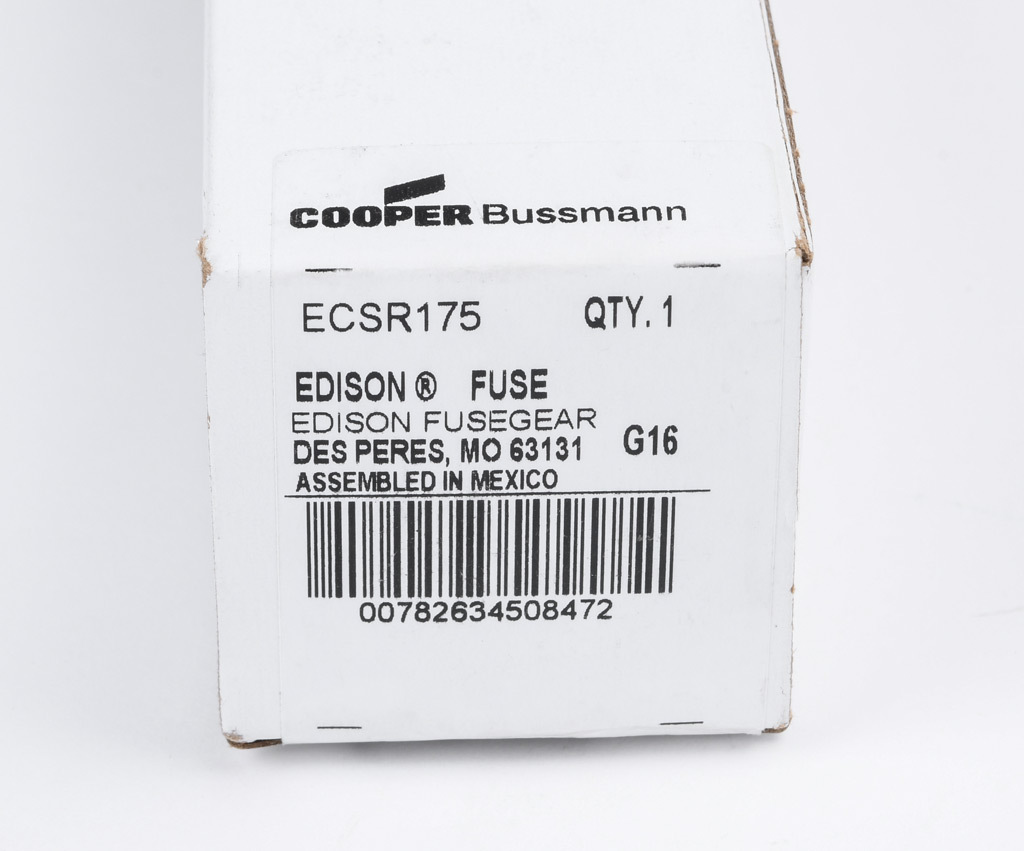 COOPER Bussmann
ECSR175 QTY. 1
EDISON ® FUSE
EDISON FUSEGEAR
DES PERES, MO 63131 G16
ASSEMBLED IN MEXICO
00782634508472